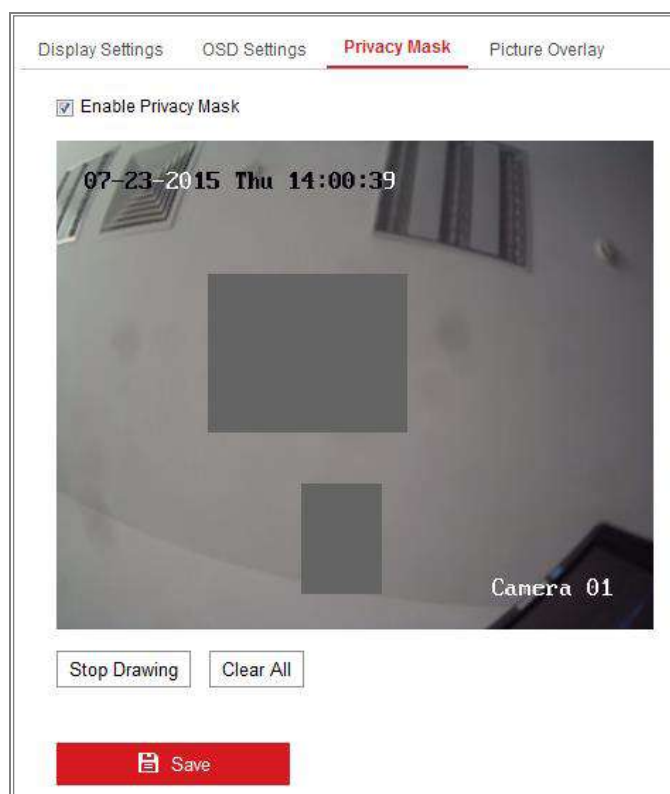 Display Settings OSD Settings Privacy Mask Picture Overlay
Enable Privacy Mask
07-23-2015 Thu 14:00:39
Camera 01
Stop Drawing Clear All
Save